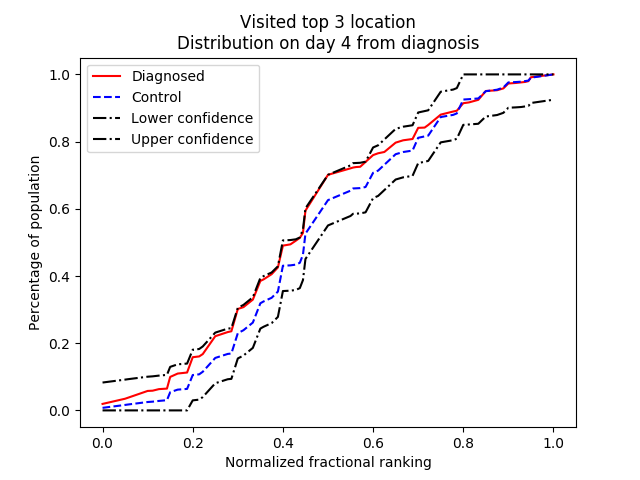 Visited top 3 location
Distribution on day 4 from diagnosis
Diagnosed
Control
Lower confidence
Upper confidence
Percentage of population
1.0
0.8
0.6
0.4
0.2
0.0
0.0 0.2 0.4 0.6 0.8 1.0
Normalized fractional ranking